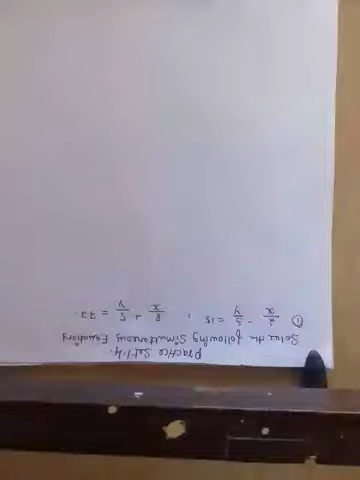 Practice Set 1.4.
Solve the following Simultaneous Equations
① 2/x - 3/y = 15 , 8/x + 5/y = 77.